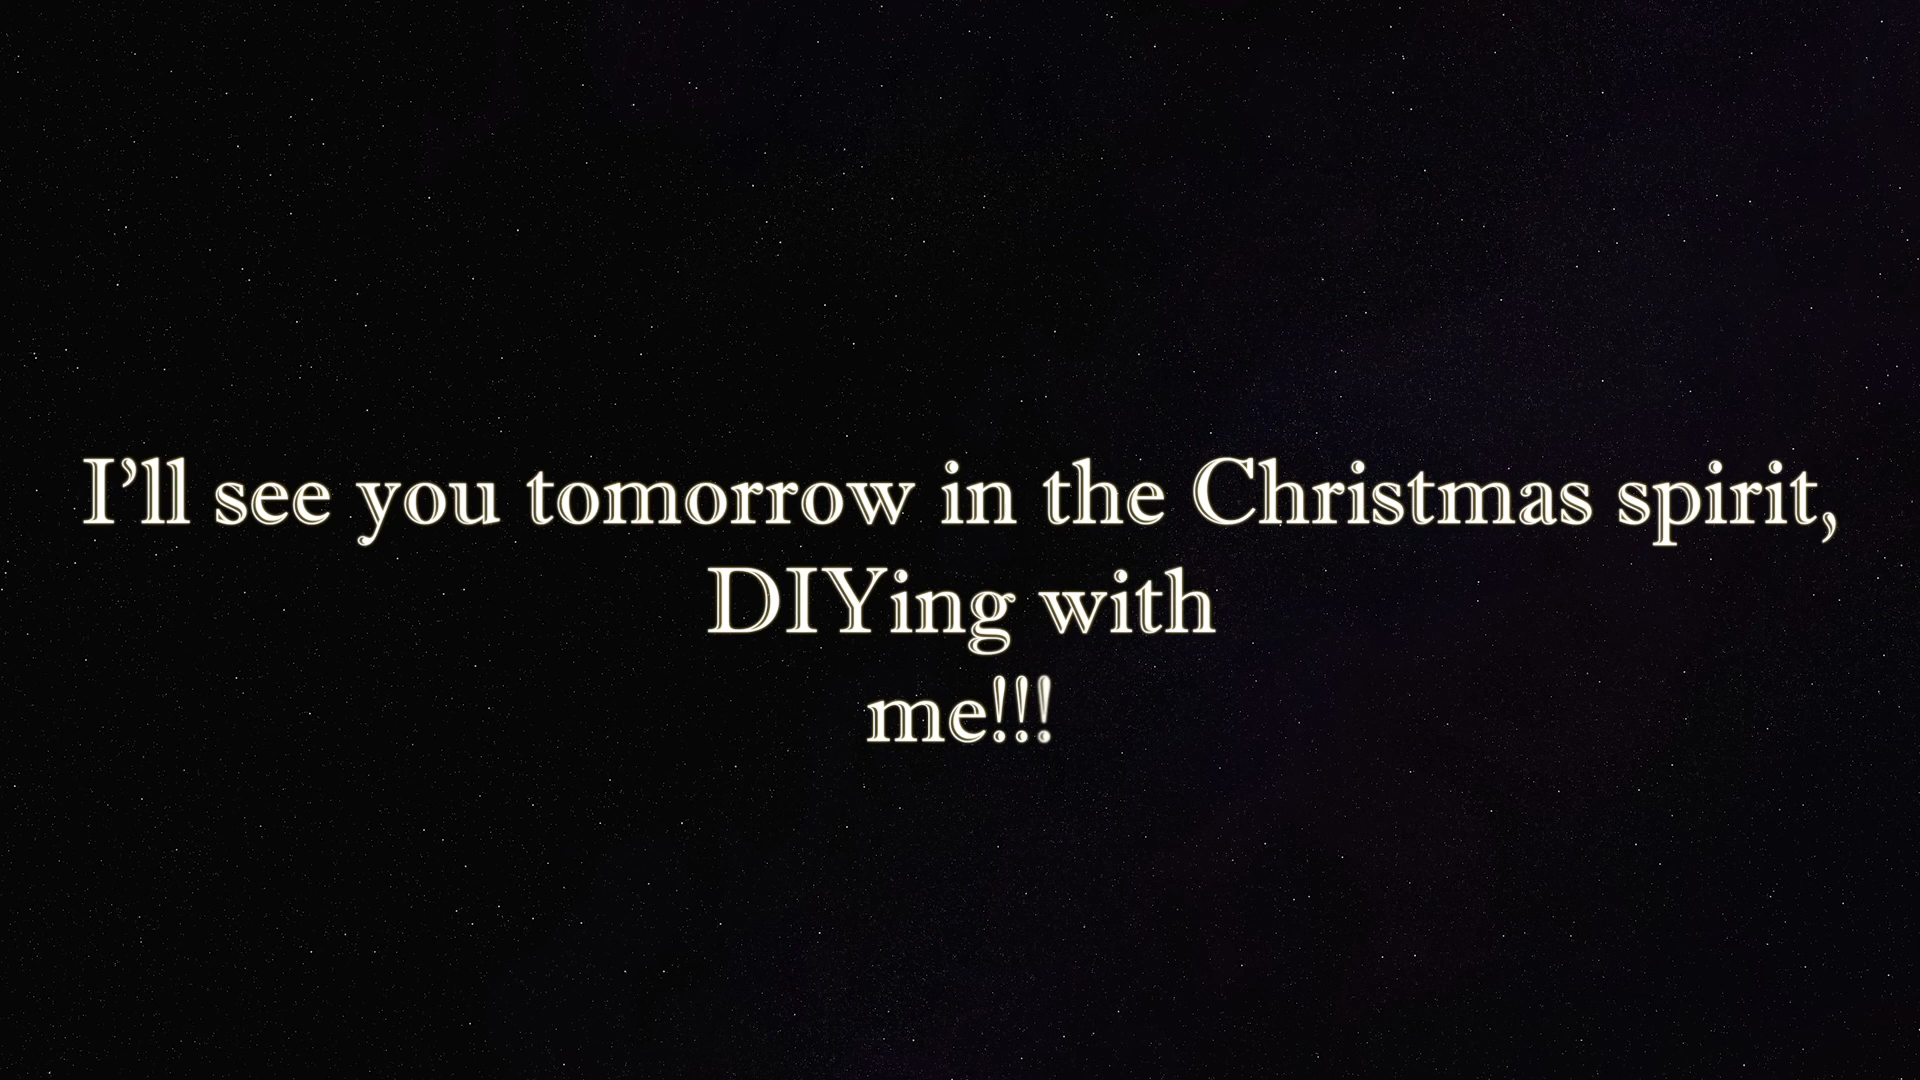 I’ll see you tomorrow in the Christmas spirit,
DIYing with
me!!!